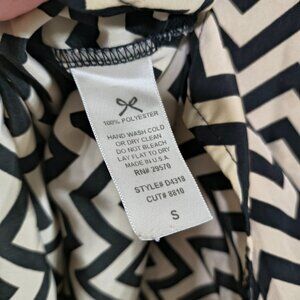 100% POLYESTER
HAND WASH COLD
OR DRY CLEAN
DO NOT BLEACH
LAY FLAT TO DRY
MADE IN U.S.A.
RN# 29570
STYLE# D4318
CUT# 8810
S